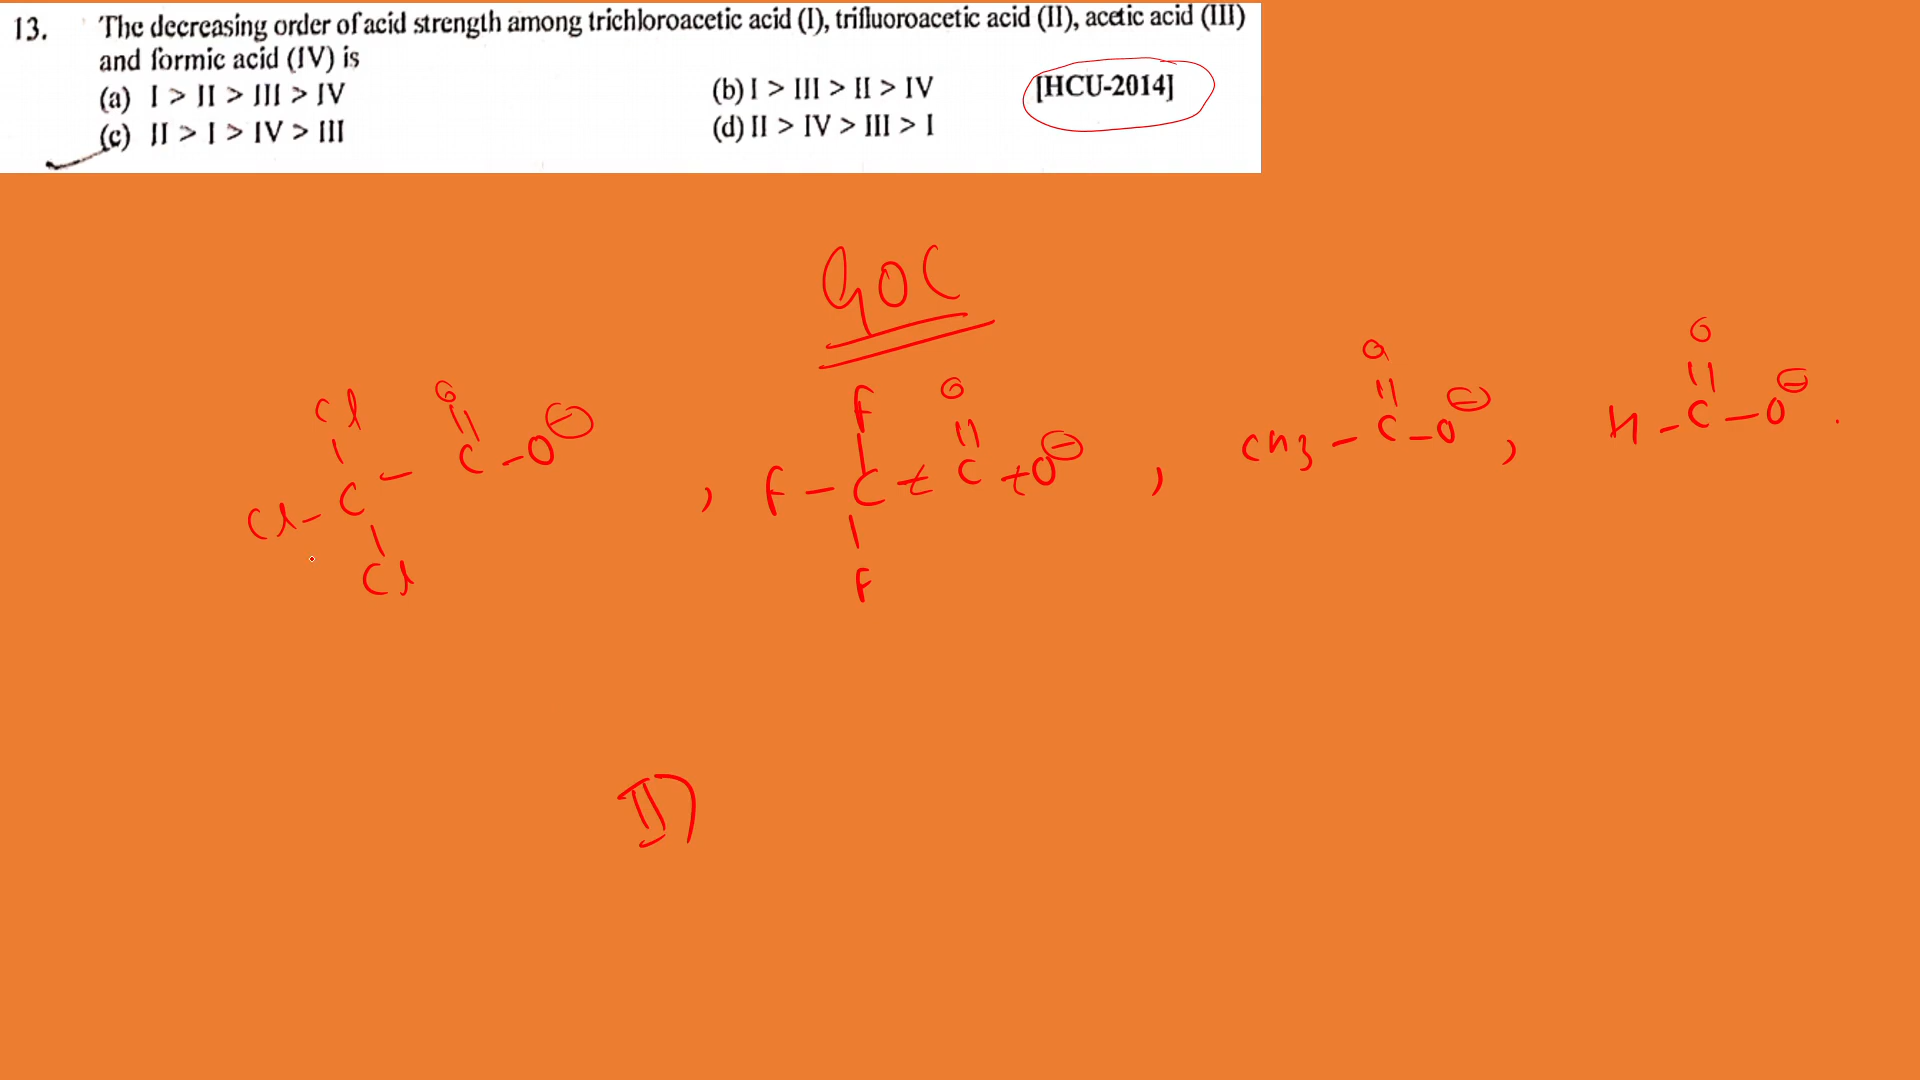 13. The decreasing order of acid strength among trichloroacetic acid (I), trifluoroacetic acid (II), acetic acid (III)
and formic acid (IV) is
(a) I > II > III > IV (b) I > III > II > IV [HCU-2014]
(c) II > I > IV > III (d) II > IV > III > I
GOC
Cl O F O O O
Cl - C - C - O⊖ , F - C - C - O⊖ , CH3 - C - O⊖ , H - C - O⊖ .
Cl F
II)